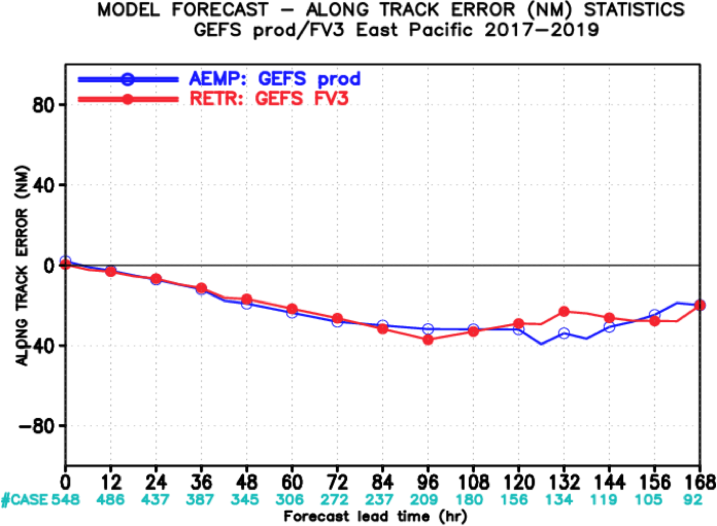 MODEL FORECAST – ALONG TRACK ERROR (NM) STATISTICS
GEFS prod/FV3 East Pacific 2017–2019
AEMP: GEFS prod
RETR: GEFS FV3
ALONG TRACK ERROR (NM)
80
40
0
40
–80
0 12 24 36 48 60 72 84 96 108 120 132 144 156 168
#CASE 548 486 437 387 345 306 272 237 209 180 156 134 119 105 92
Forecast lead time (hr)